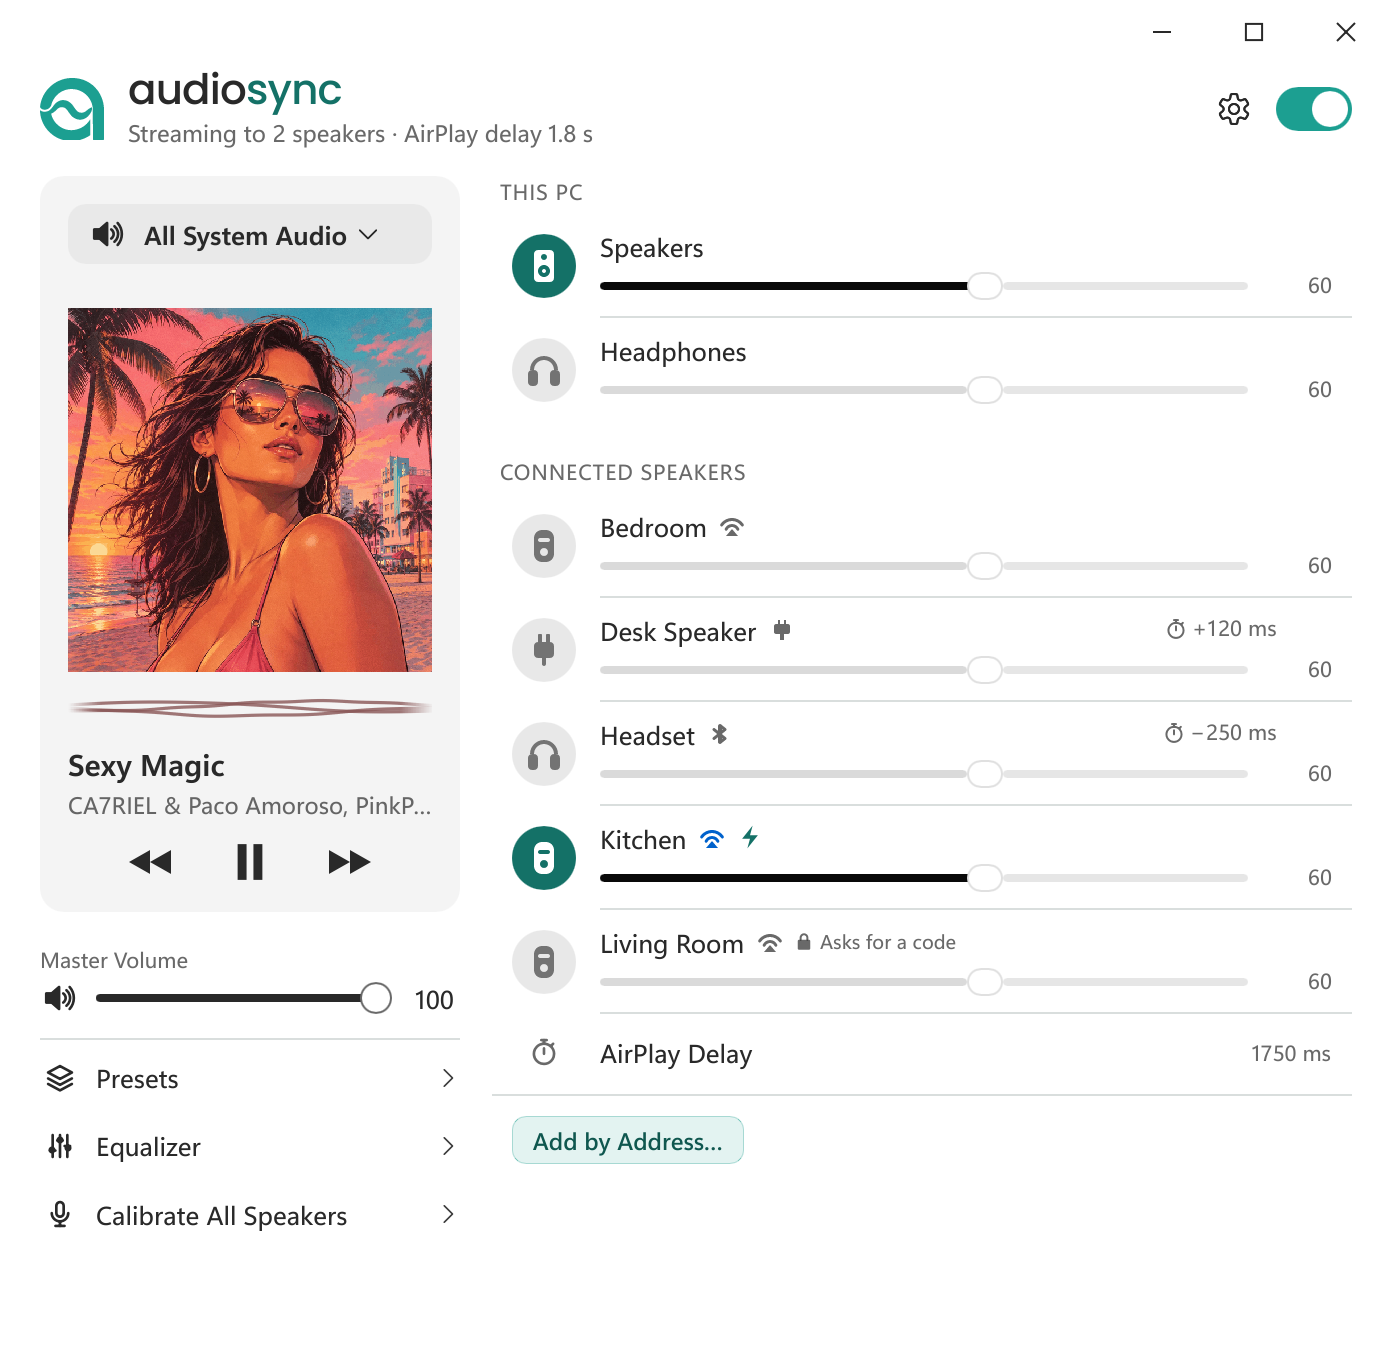 audiosync
Streaming to 2 speakers · AirPlay delay 1.8 s
All System Audio
Sexy Magic
CA7RIEL & Paco Amoroso, PinkP...
Master Volume
100
Presets
Equalizer
Calibrate All Speakers
THIS PC
Speakers
60
Headphones
60
CONNECTED SPEAKERS
Bedroom
60
Desk Speaker
+120 ms
60
Headset
−250 ms
60
Kitchen
60
Living Room
Asks for a code
60
AirPlay Delay
1750 ms
Add by Address...